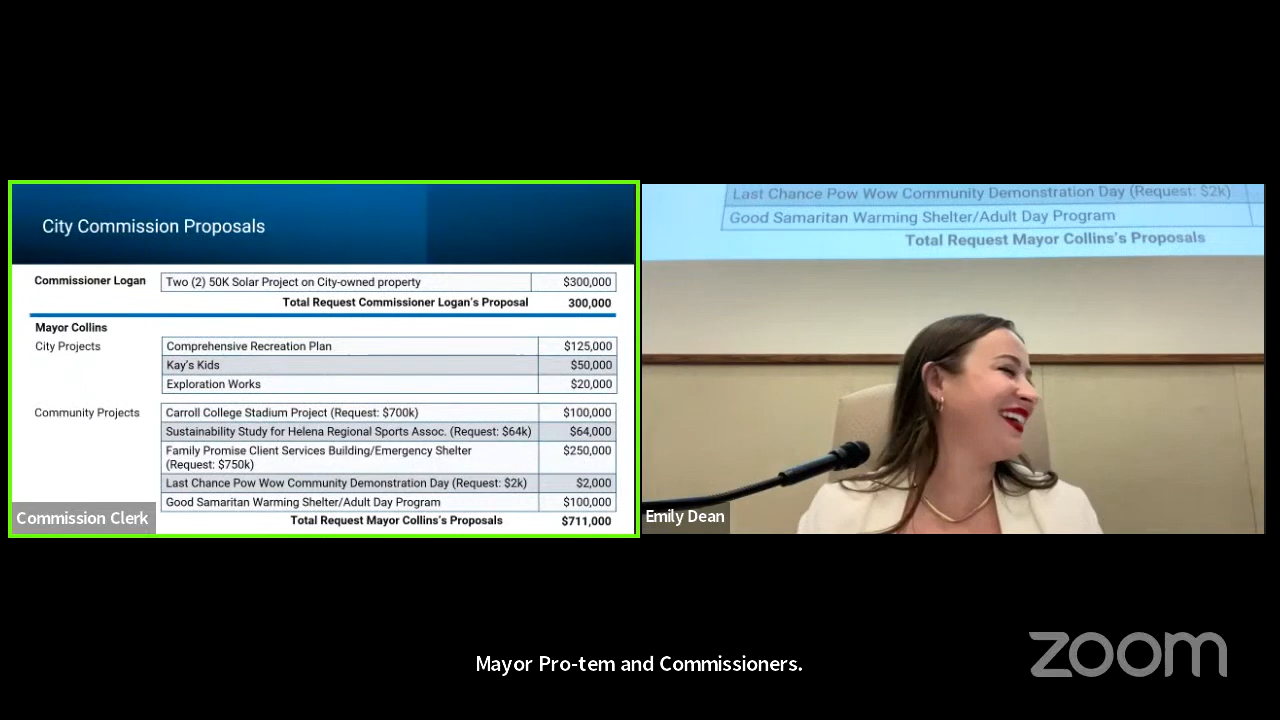 City Commission Proposals
Commissioner Logan Two (2) 50K Solar Project on City-owned property $300,000
Total Request Commissioner Logan's Proposal 300,000
Mayor Collins
City Projects Comprehensive Recreation Plan $125,000
Kay's Kids $50,000
Exploration Works $20,000
Community Projects Carroll College Stadium Project (Request: $700k) $100,000
Sustainability Study for Helena Regional Sports Assoc. (Request: $64k) $64,000
Family Promise Client Services Building/Emergency Shelter $250,000
(Request: $750k)
Last Chance Pow Wow Community Demonstration Day (Request: $2k) $2,000
Good Samaritan Warming Shelter/Adult Day Program $100,000
Total Request Mayor Collins's Proposals $711,000
Commission Clerk
Last Chance Pow Wow Community Demonstration Day (Request: $2k)
Good Samaritan Warming Shelter/Adult Day Program
Total Request Mayor Collins's Proposals
Emily Dean
Mayor Pro-tem and Commissioners.
zoom